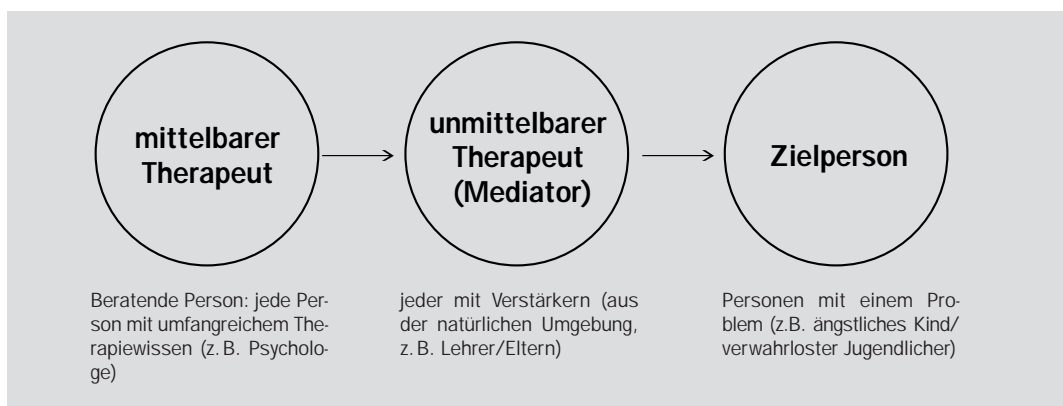 mittelbarer
Therapeut
unmittelbarer
Therapeut
(Mediator)
Zielperson
Beratende Person: jede Per-
son mit umfangreichem The-
rapiewissen (z. B. Psycholo-
ge)
jeder mit Verstärkern (aus
der natürlichen Umgebung,
z. B. Lehrer/Eltern)
Personen mit einem Pro-
blem (z.B. ängstliches Kind/
verwahrloster Jugendlicher)